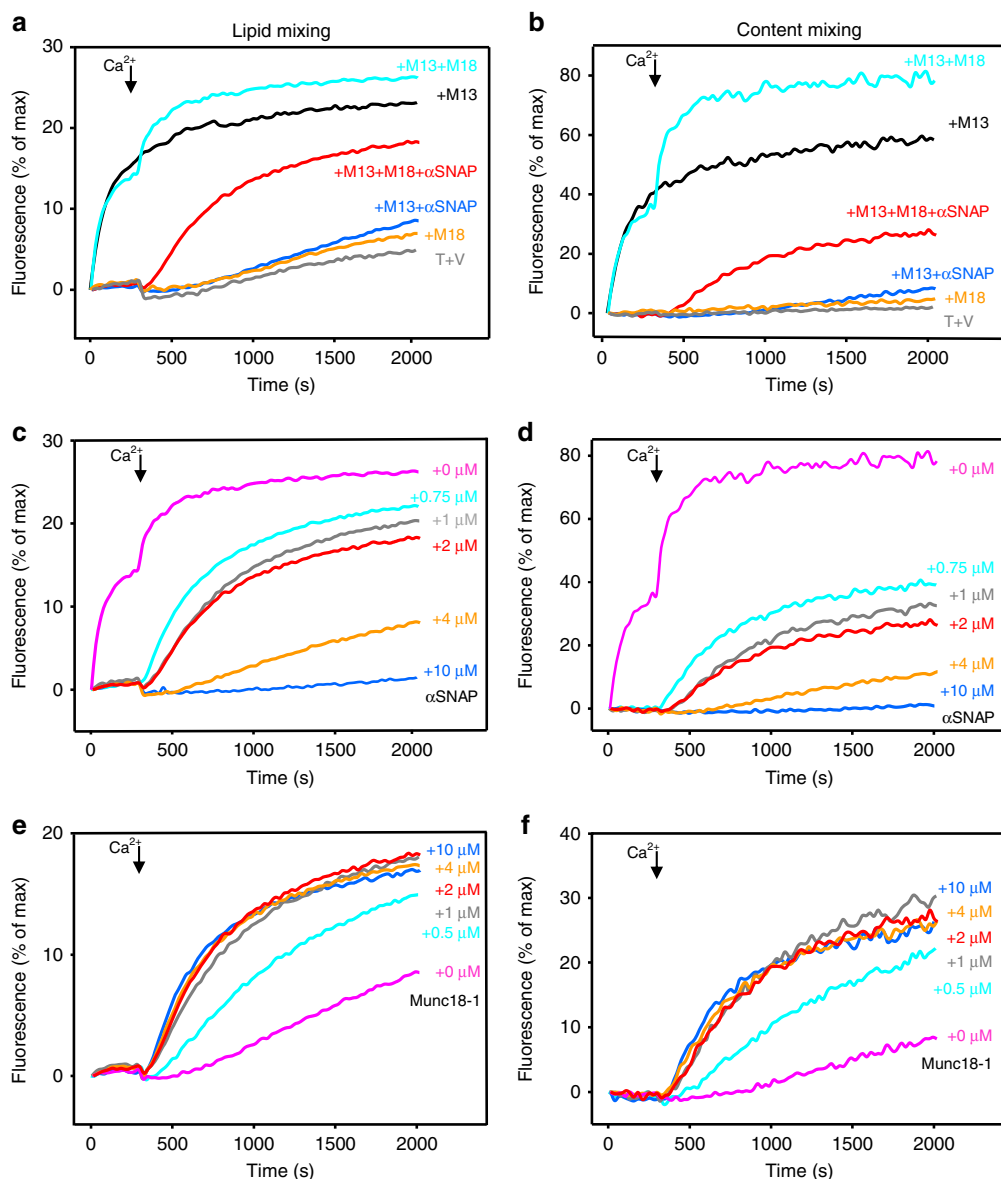 a
Lipid mixing
Fluorescence (% of max)
30
20
10
0
Ca2+
+M13+M18
+M13
+M13+M18+αSNAP
+M13+αSNAP
+M18
T+V
0 500 1000 1500 2000
Time (s)
b
Content mixing
Fluorescence (% of max)
80
60
40
20
0
Ca2+
+M13+M18
+M13
+M13+M18+αSNAP
+M13+αSNAP
+M18
T+V
0 500 1000 1500 2000
Time (s)
c
Fluorescence (% of max)
30
20
10
0
Ca2+
+0 μM
+0.75 μM
+1 μM
+2 μM
+4 μM
+10 μM
αSNAP
0 500 1000 1500 2000
Time (s)
d
Fluorescence (% of max)
80
60
40
20
0
Ca2+
+0 μM
+0.75 μM
+1 μM
+2 μM
+4 μM
+10 μM
αSNAP
0 500 1000 1500 2000
Time (s)
e
Fluorescence (% of max)
20
10
0
Ca2+
+10 μM
+4 μM
+2 μM
+1 μM
+0.5 μM
+0 μM
Munc18-1
0 500 1000 1500 2000
Time (s)
f
Fluorescence (% of max)
40
30
20
10
0
Ca2+
+10 μM
+4 μM
+2 μM
+1 μM
+0.5 μM
+0 μM
Munc18-1
0 500 1000 1500 2000
Time (s)